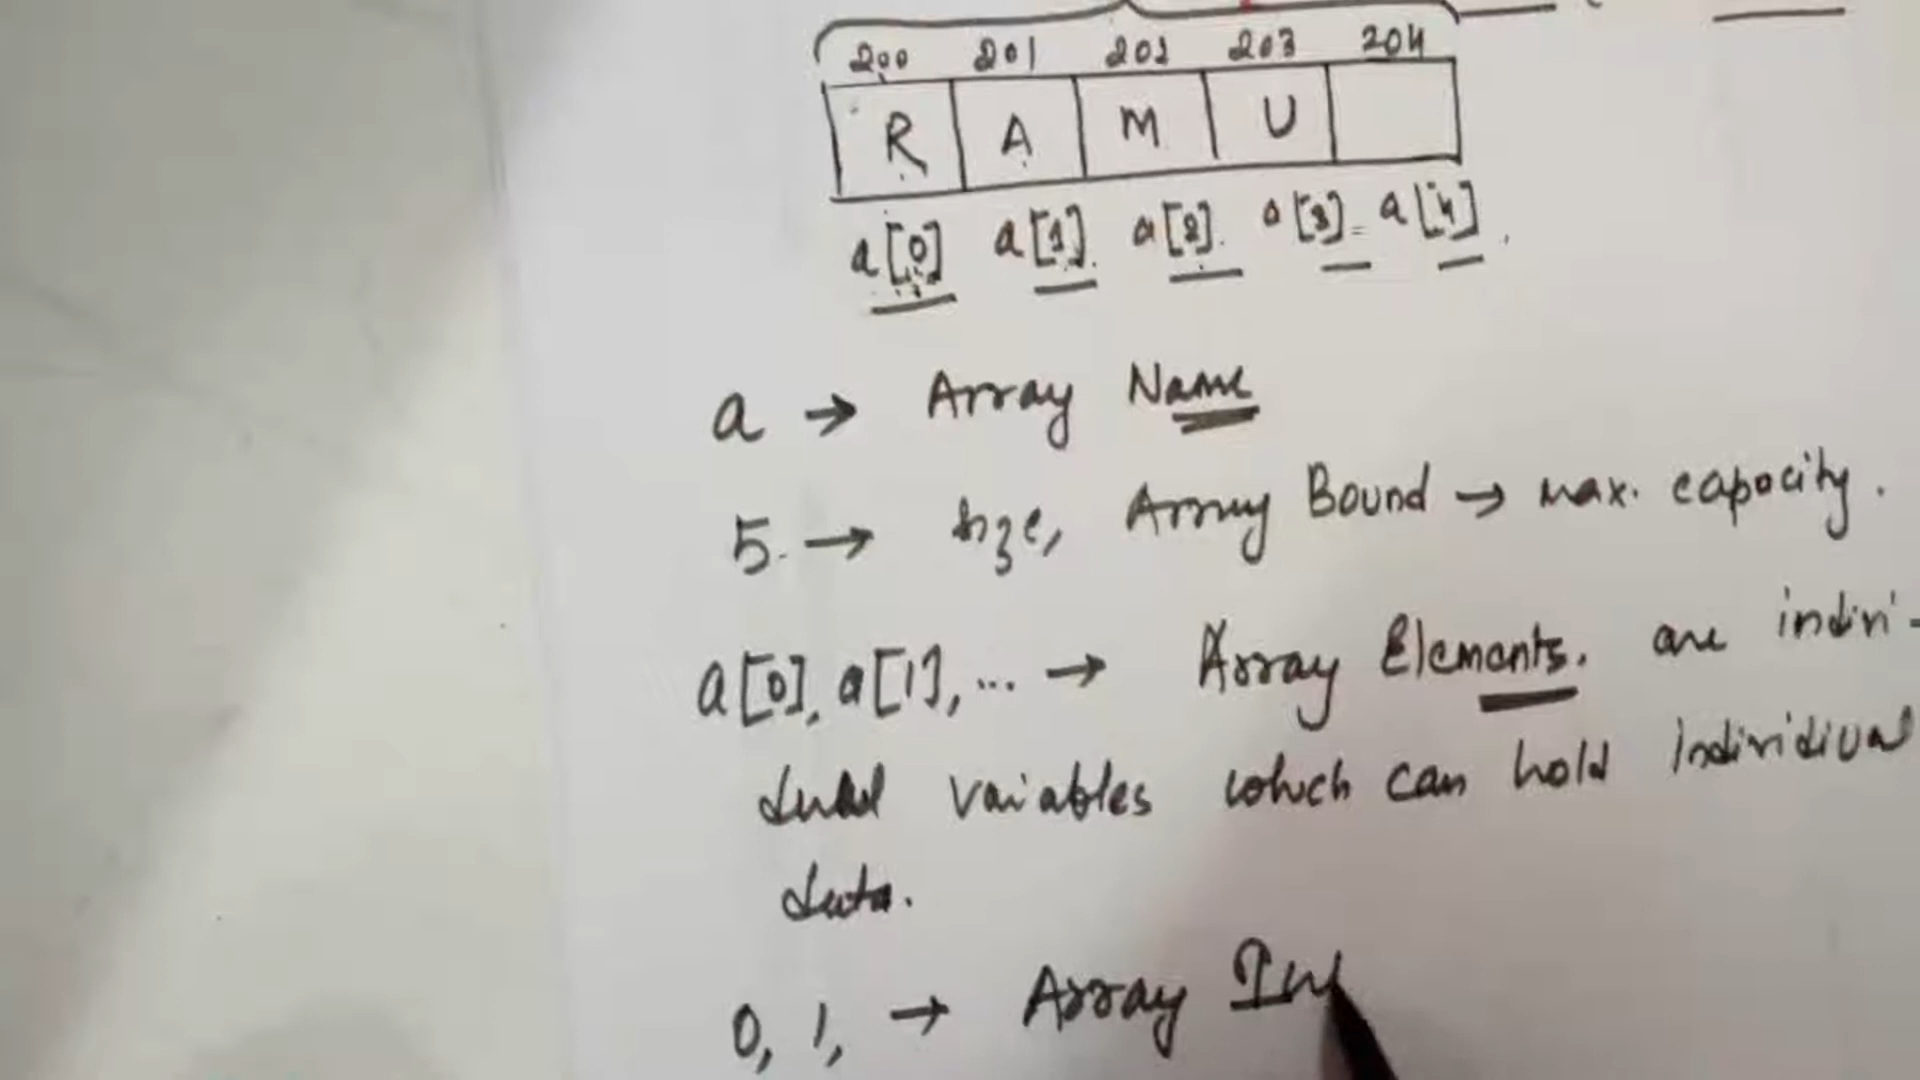 200 201 202 203 204
R A M U
a[0] a[1] a[2] a[3] a[4]
a → Array Name
5 → size, Array Bound → max. capacity.
a[0], a[1], ... → Array Elements. are indivi-
dual variables which can hold individual
data.
0, 1, → Array In